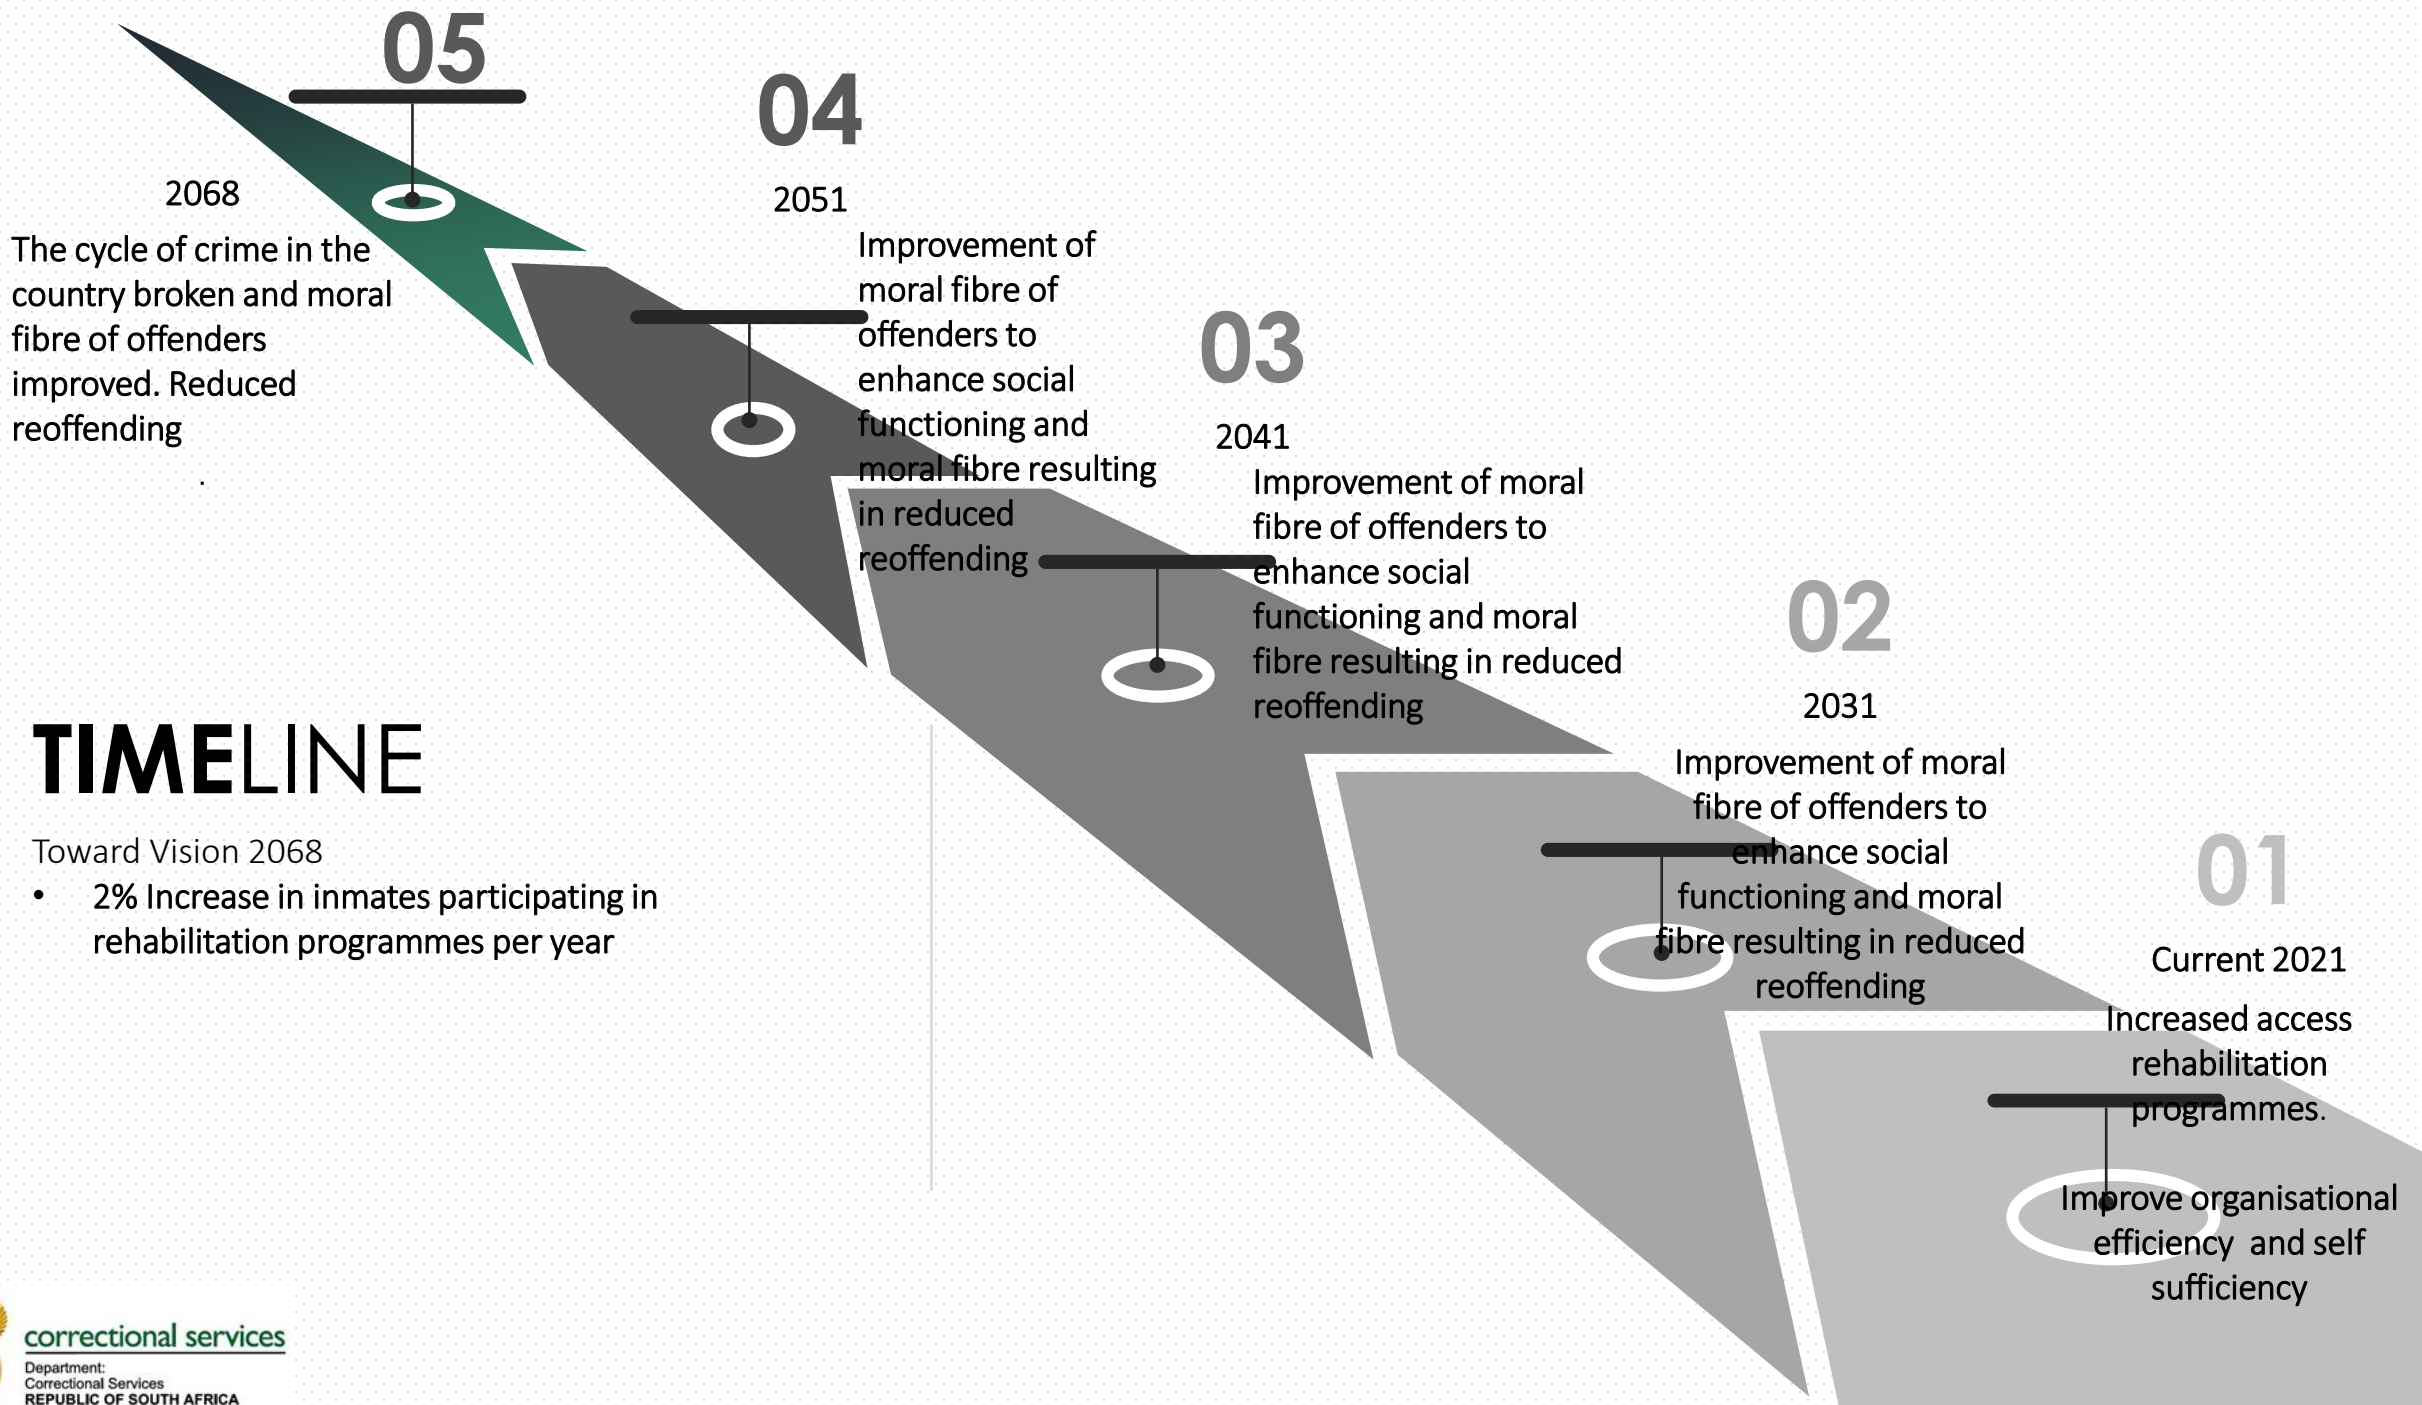 05
2068
The cycle of crime in the
country broken and moral
fibre of offenders
improved. Reduced
reoffending
.
04
2051
Improvement of
moral fibre of
offenders to
enhance social
functioning and
moral fibre resulting
in reduced
reoffending
03
2041
Improvement of moral
fibre of offenders to
enhance social
functioning and moral
fibre resulting in reduced
reoffending
02
2031
Improvement of moral
fibre of offenders to
enhance social
functioning and moral
fibre resulting in reduced
reoffending
01
Current 2021
Increased access
rehabilitation
programmes.
Improve organisational
efficiency  and self
sufficiency
TIMELINE
Toward Vision 2068
• 2% Increase in inmates participating in
rehabilitation programmes per year
correctional services
Department:
Correctional Services
REPUBLIC OF SOUTH AFRICA